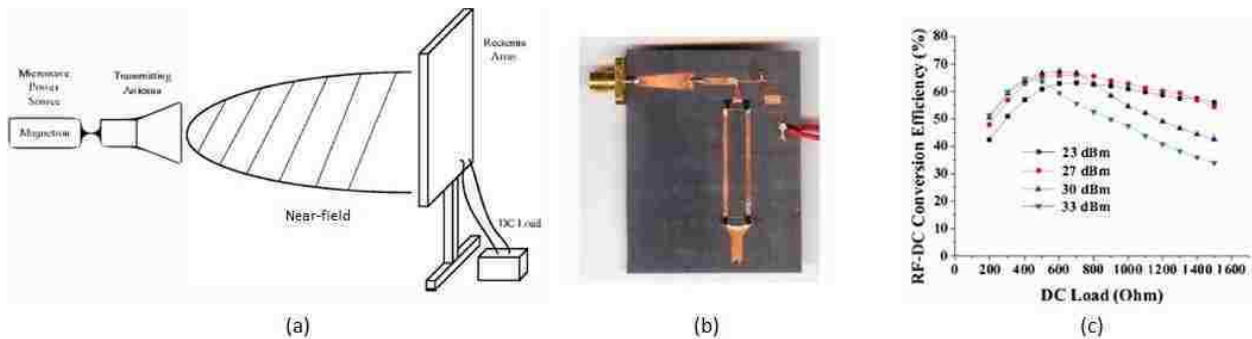 Microwave
Power
Source
Magnetron
Transmitting
Antenna
Rectenna
Array
Near-field
DC Load
(a)
(b)
RF-DC Conversion Efficiency (%)
80
70
60
50
40
30
20
10
0
23 dBm
27 dBm
30 dBm
33 dBm
0 200 400 600 800 1000 1200 1400 1600
DC Load (Ohm)
(c)